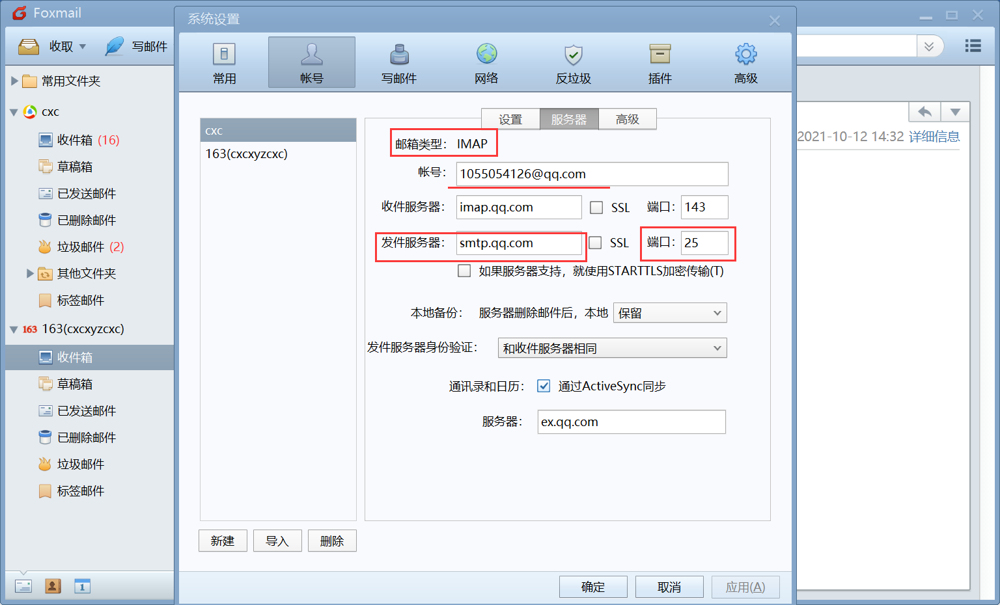 Foxmail
收取
写邮件
常用文件夹
cxc
收件箱 (16)
草稿箱
已发送邮件
已删除邮件
垃圾邮件 (2)
其他文件夹
标签邮件
163 163(cxcxyzcxc)
收件箱
草稿箱
已发送邮件
已删除邮件
垃圾邮件
标签邮件
1
系统设置
常用
帐号
写邮件
网络
反垃圾
插件
高级
cxc
163(cxcxyzcxc)
新建
导入
删除
设置
服务器
高级
邮箱类型： IMAP
帐号： 1055054126@qq.com
收件服务器： imap.qq.com SSL 端口： 143
发件服务器： smtp.qq.com SSL 端口： 25
如果服务器支持，就使用STARTTLS加密传输(T)
本地备份： 服务器删除邮件后，本地 保留
发件服务器身份验证： 和收件服务器相同
通讯录和日历： 通过ActiveSync同步
服务器： ex.qq.com
确定
取消
应用(A)
2021-10-12 14:32 详细信息